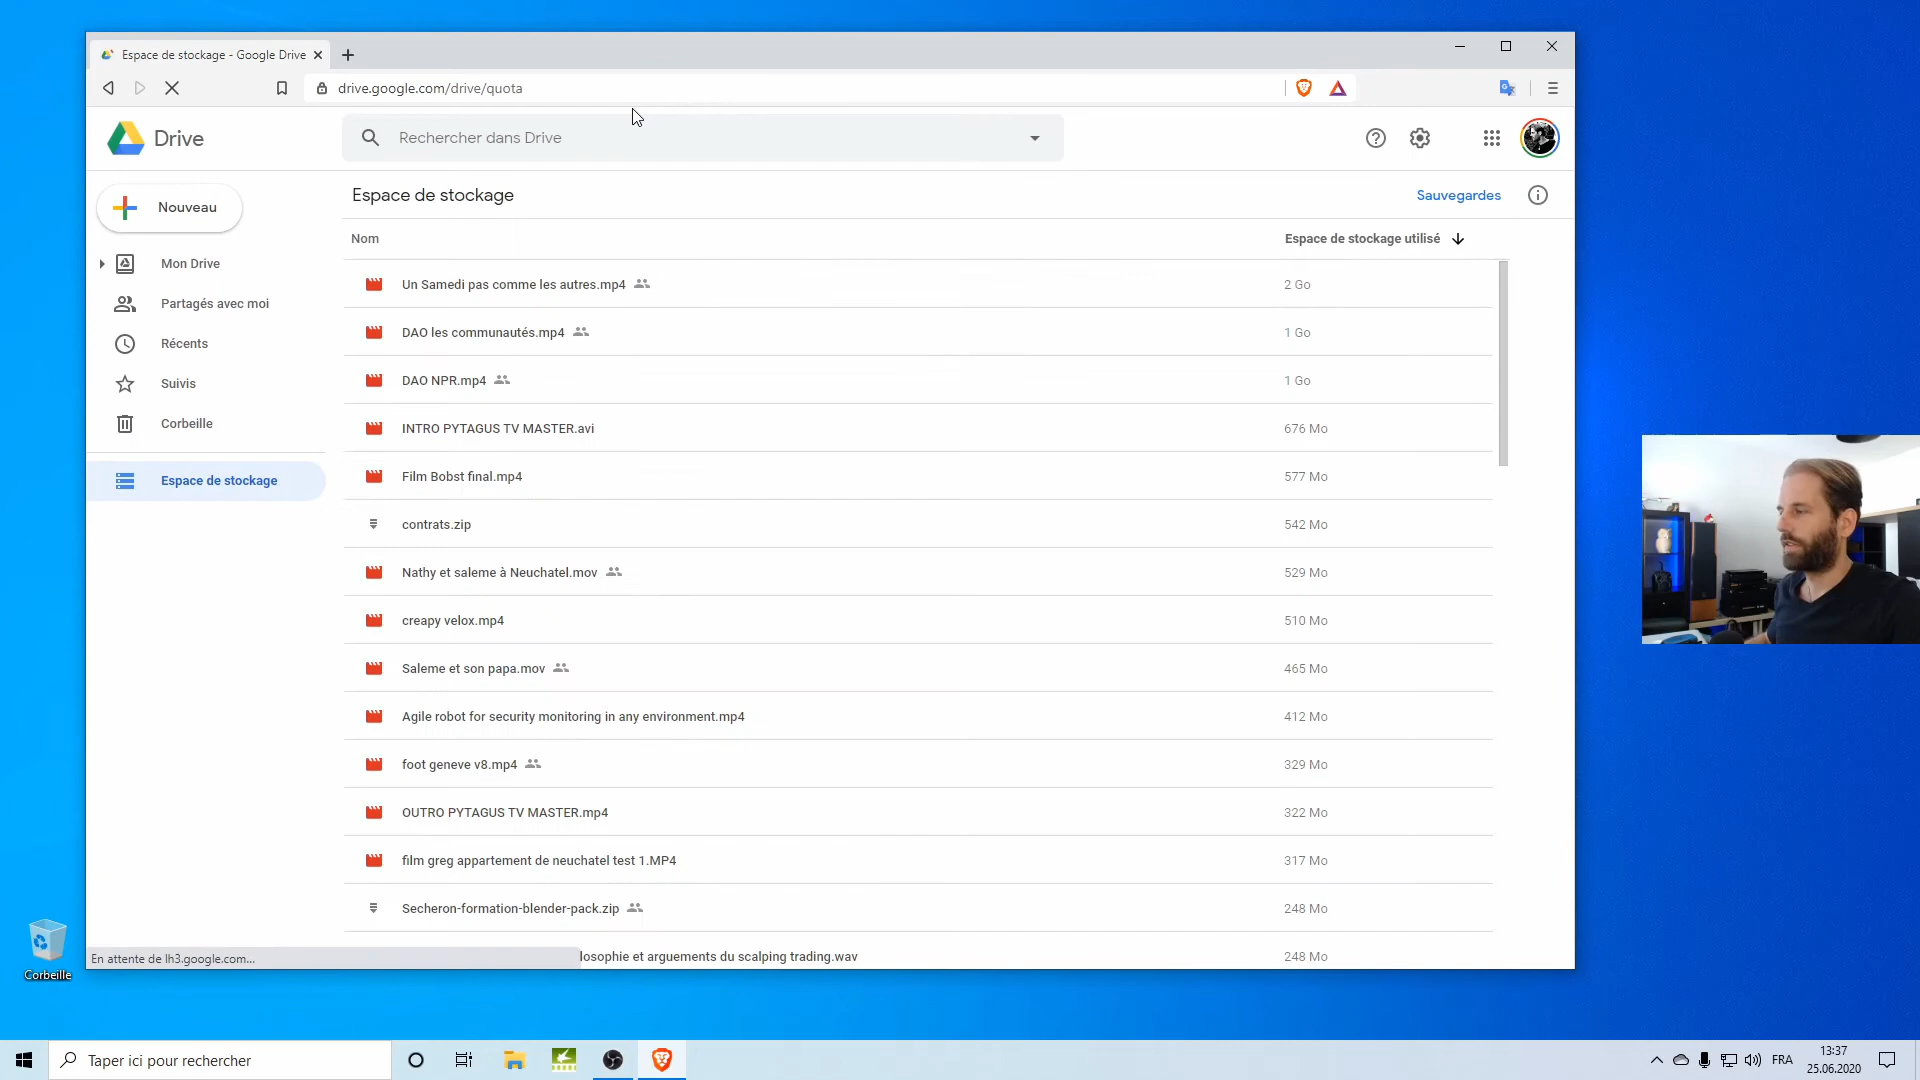 Espace de stockage - Google Drive
drive.google.com/drive/quota
Drive
Rechercher dans Drive
Nouveau
Espace de stockage
Sauvegardes
Nom
Espace de stockage utilisé
Mon Drive
Partagés avec moi
Récents
Suivis
Corbeille
Espace de stockage
Un Samedi pas comme les autres.mp4
2 Go
DAO les communautés.mp4
1 Go
DAO NPR.mp4
1 Go
INTRO PYTAGUS TV MASTER.avi
676 Mo
Film Bobst final.mp4
577 Mo
contrats.zip
542 Mo
Nathy et saleme à Neuchatel.mov
529 Mo
creapy velox.mp4
510 Mo
Saleme et son papa.mov
465 Mo
Agile robot for security monitoring in any environment.mp4
412 Mo
foot geneve v8.mp4
329 Mo
OUTRO PYTAGUS TV MASTER.mp4
322 Mo
film greg appartement de neuchatel test 1.MP4
317 Mo
Secheron-formation-blender-pack.zip
248 Mo
losophie et arguements du scalping trading.wav
248 Mo
En attente de lh3.google.com...
Corbeille
Taper ici pour rechercher
FRA
13:37
25.06.2020